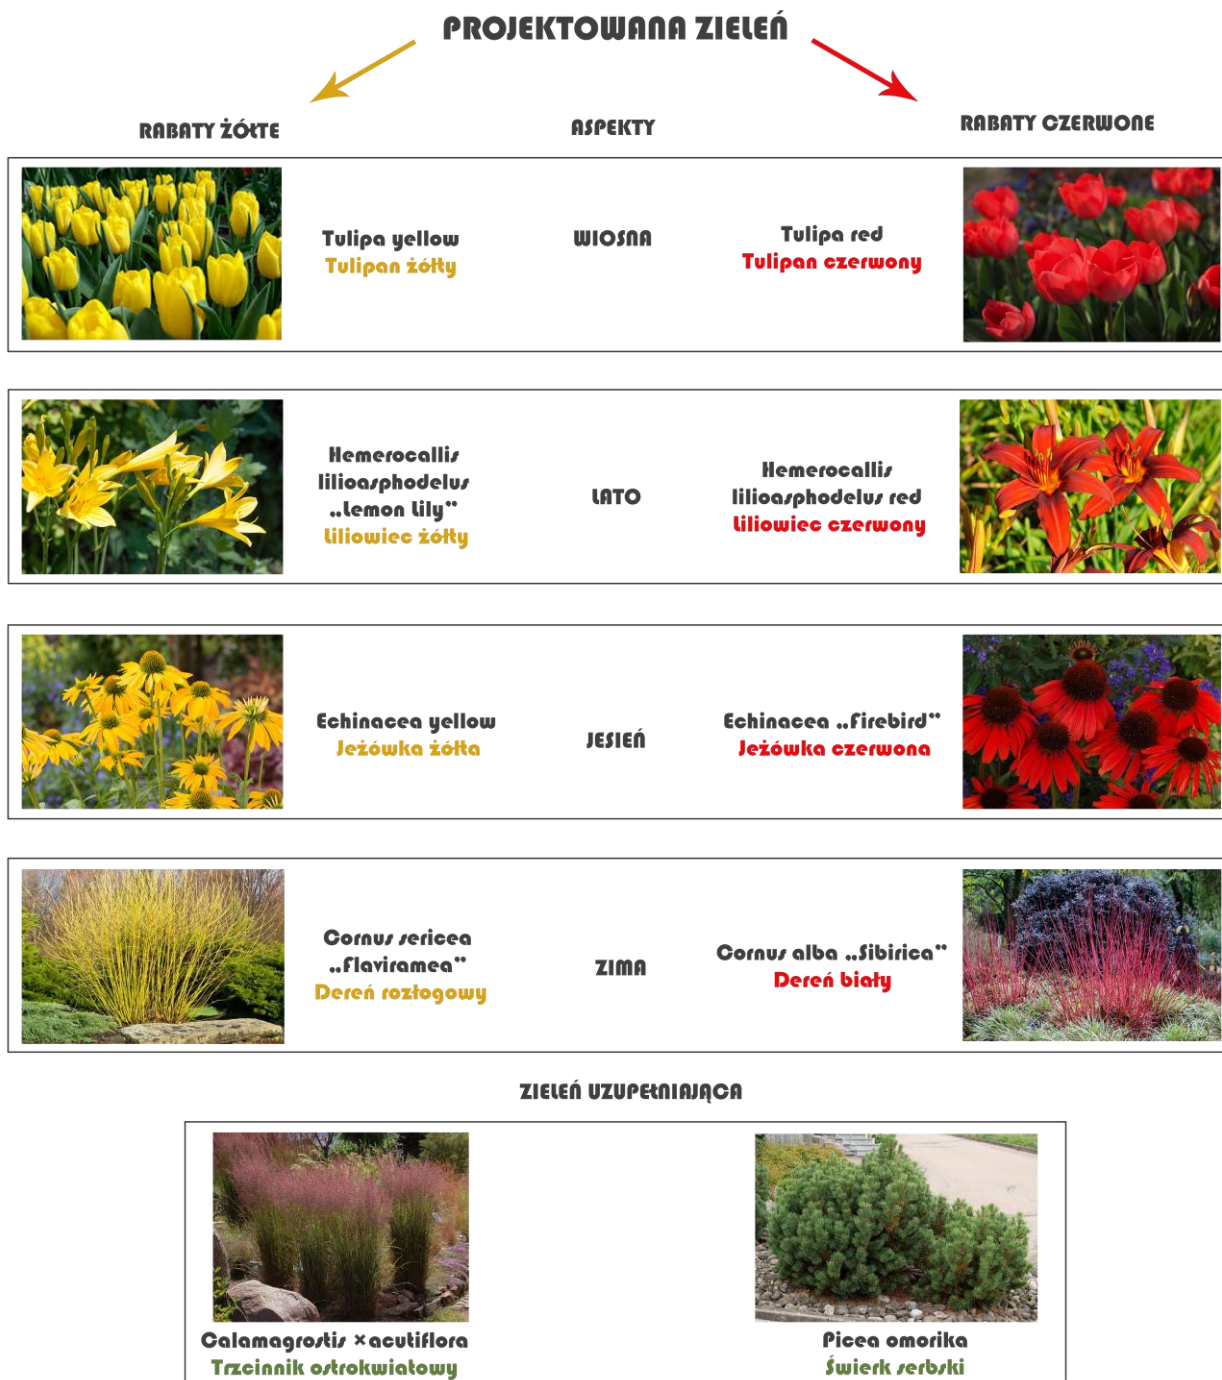 PROJEKTOWANA ZIELEŃ
RABATY ŻÓŁTE
ASPEKTY
RABATY CZERWONE
Tulipa yellow
Tulipan żółty
WIOSNA
Tulipa red
Tulipan czerwony
Hemerocallis
lilioasphodelus
„Lemon Lily”
Liliowiec żółty
LATO
Hemerocallis
lilioasphodelus red
Liliowiec czerwony
Echinacea yellow
Jeżówka żółta
JESIEŃ
Echinacea „Firebird”
Jeżówka czerwona
Cornus sericea
„Flaviramea”
Dereń rozłogowy
ZIMA
Cornus alba „Sibirica”
Dereń biały
ZIELEŃ UZUPEŁNIAJĄCA
Calamagrostis ×acutiflora
Trzcinnik ostrokwiatowy
Picea omorika
Świerk serbski